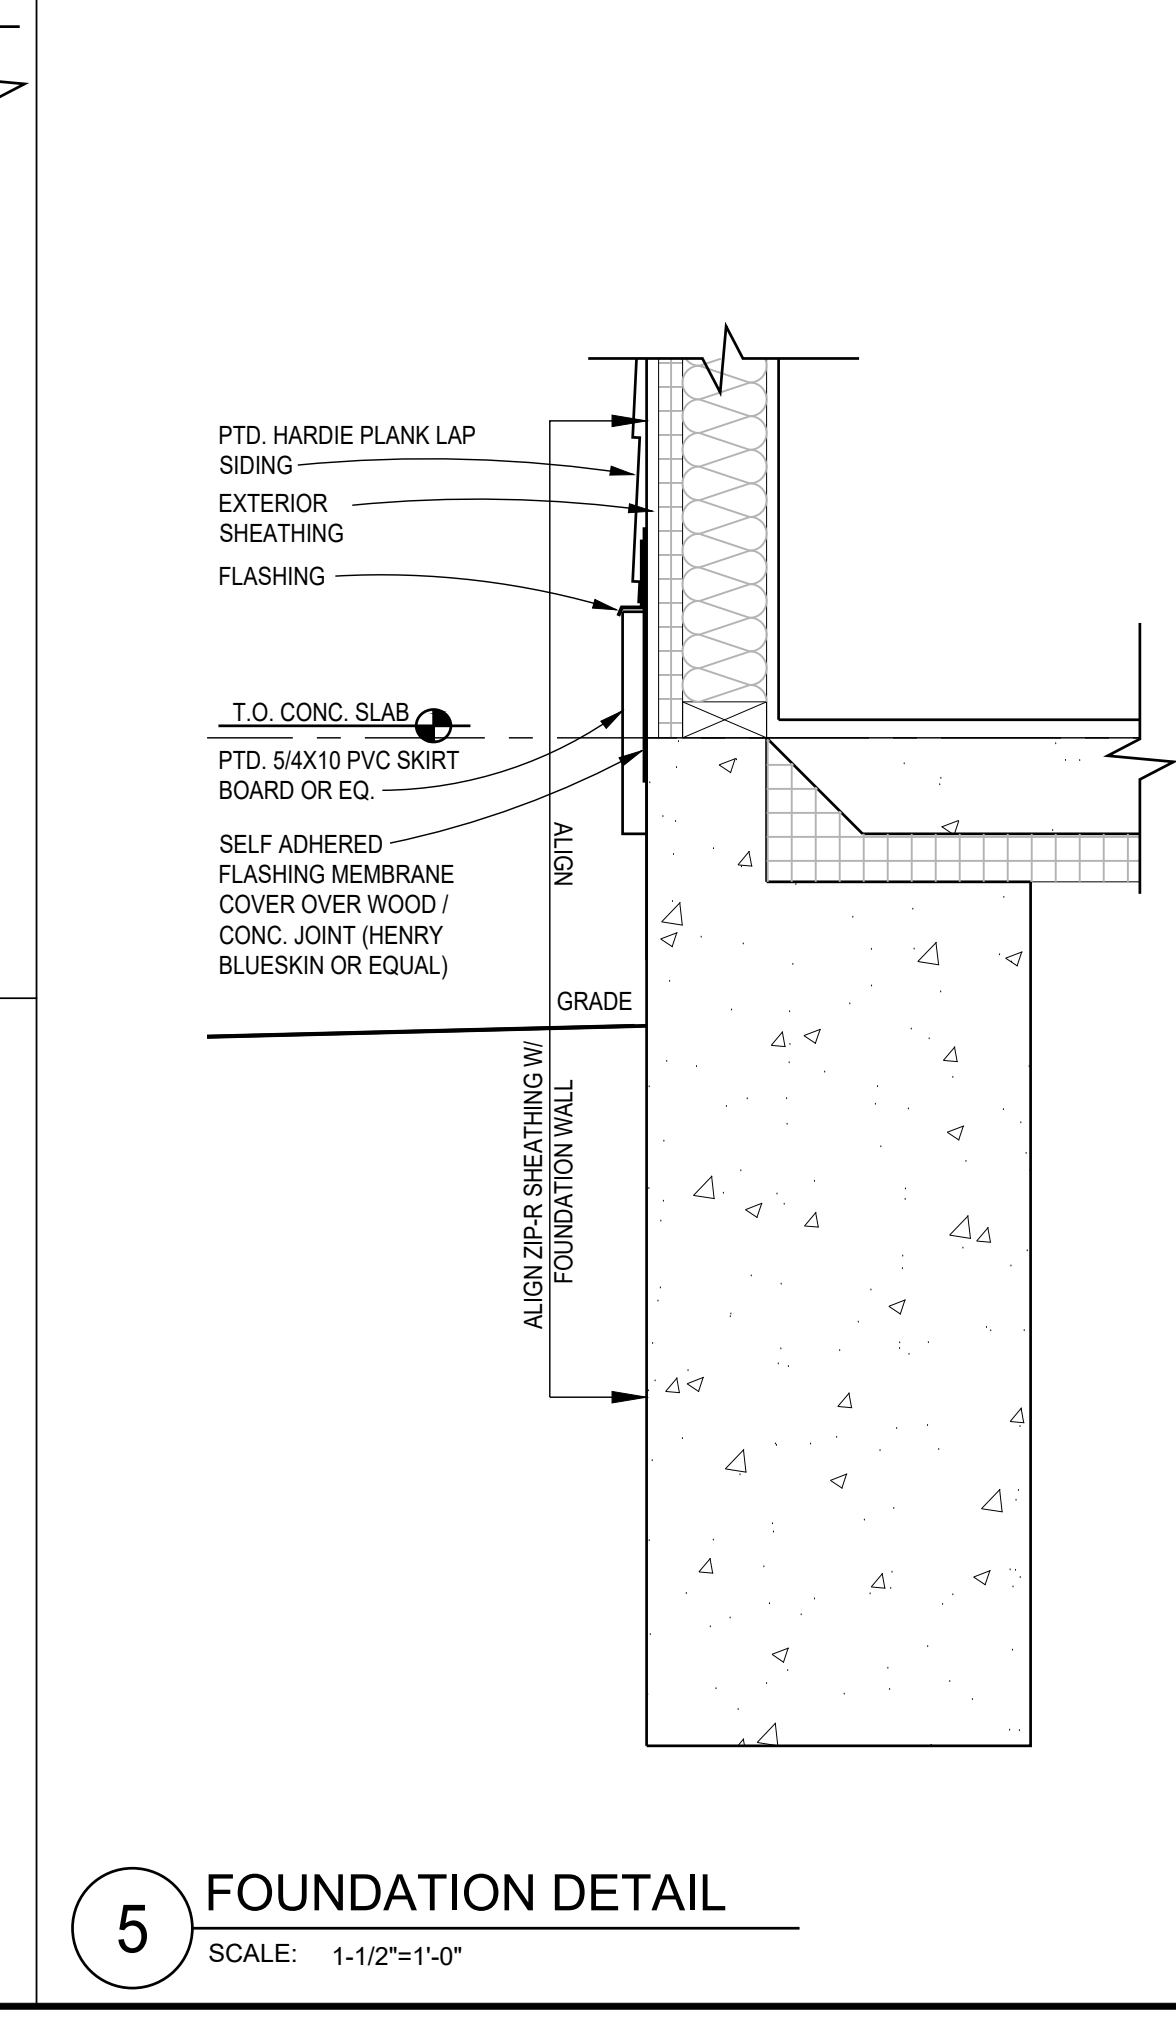 PTD. HARDIE PLANK LAP
SIDING
EXTERIOR
SHEATHING
FLASHING
T.O. CONC. SLAB
PTD. 5/4X10 PVC SKIRT
BOARD OR EQ.
SELF ADHERED
FLASHING MEMBRANE
COVER OVER WOOD /
CONC. JOINT (HENRY
BLUESKIN OR EQUAL)
ALIGN
GRADE
ALIGN ZIP-R SHEATHING W/
FOUNDATION WALL
5
FOUNDATION DETAIL
SCALE: 1-1/2"=1'-0"